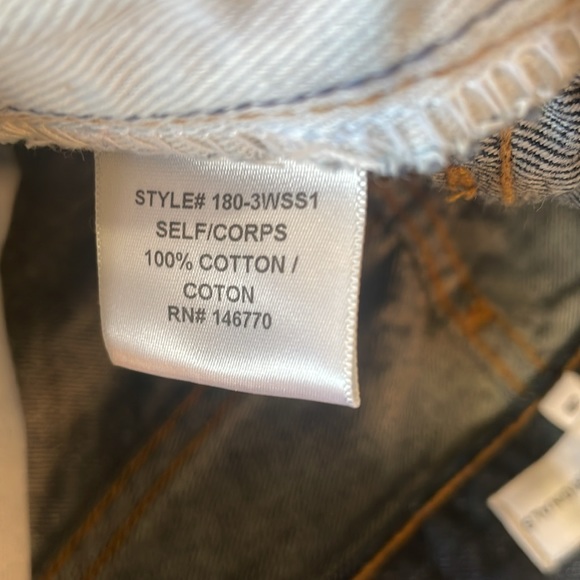 STYLE# 180-3WSS1
SELF/CORPS
100% COTTON /
COTON
RN# 146770